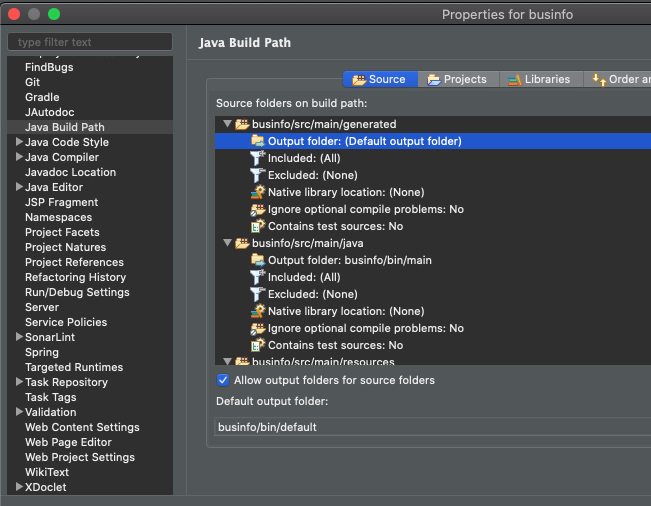 Properties for businfo
type filter text
FindBugs
Git
Gradle
JAutodoc
Java Build Path
Java Code Style
Java Compiler
Javadoc Location
Java Editor
JSP Fragment
Namespaces
Project Facets
Project Natures
Project References
Refactoring History
Run/Debug Settings
Server
Service Policies
SonarLint
Spring
Targeted Runtimes
Task Repository
Task Tags
Validation
Web Content Settings
Web Page Editor
Web Project Settings
WikiText
XDoclet
Java Build Path
Source Projects Libraries Order an
Source folders on build path:
businfo/src/main/generated
Output folder: (Default output folder)
Included: (All)
Excluded: (None)
Native library location: (None)
Ignore optional compile problems: No
Contains test sources: No
businfo/src/main/java
Output folder: businfo/bin/main
Included: (All)
Excluded: (None)
Native library location: (None)
Ignore optional compile problems: No
Contains test sources: No
businfo/src/main/resources
Allow output folders for source folders
Default output folder:
businfo/bin/default